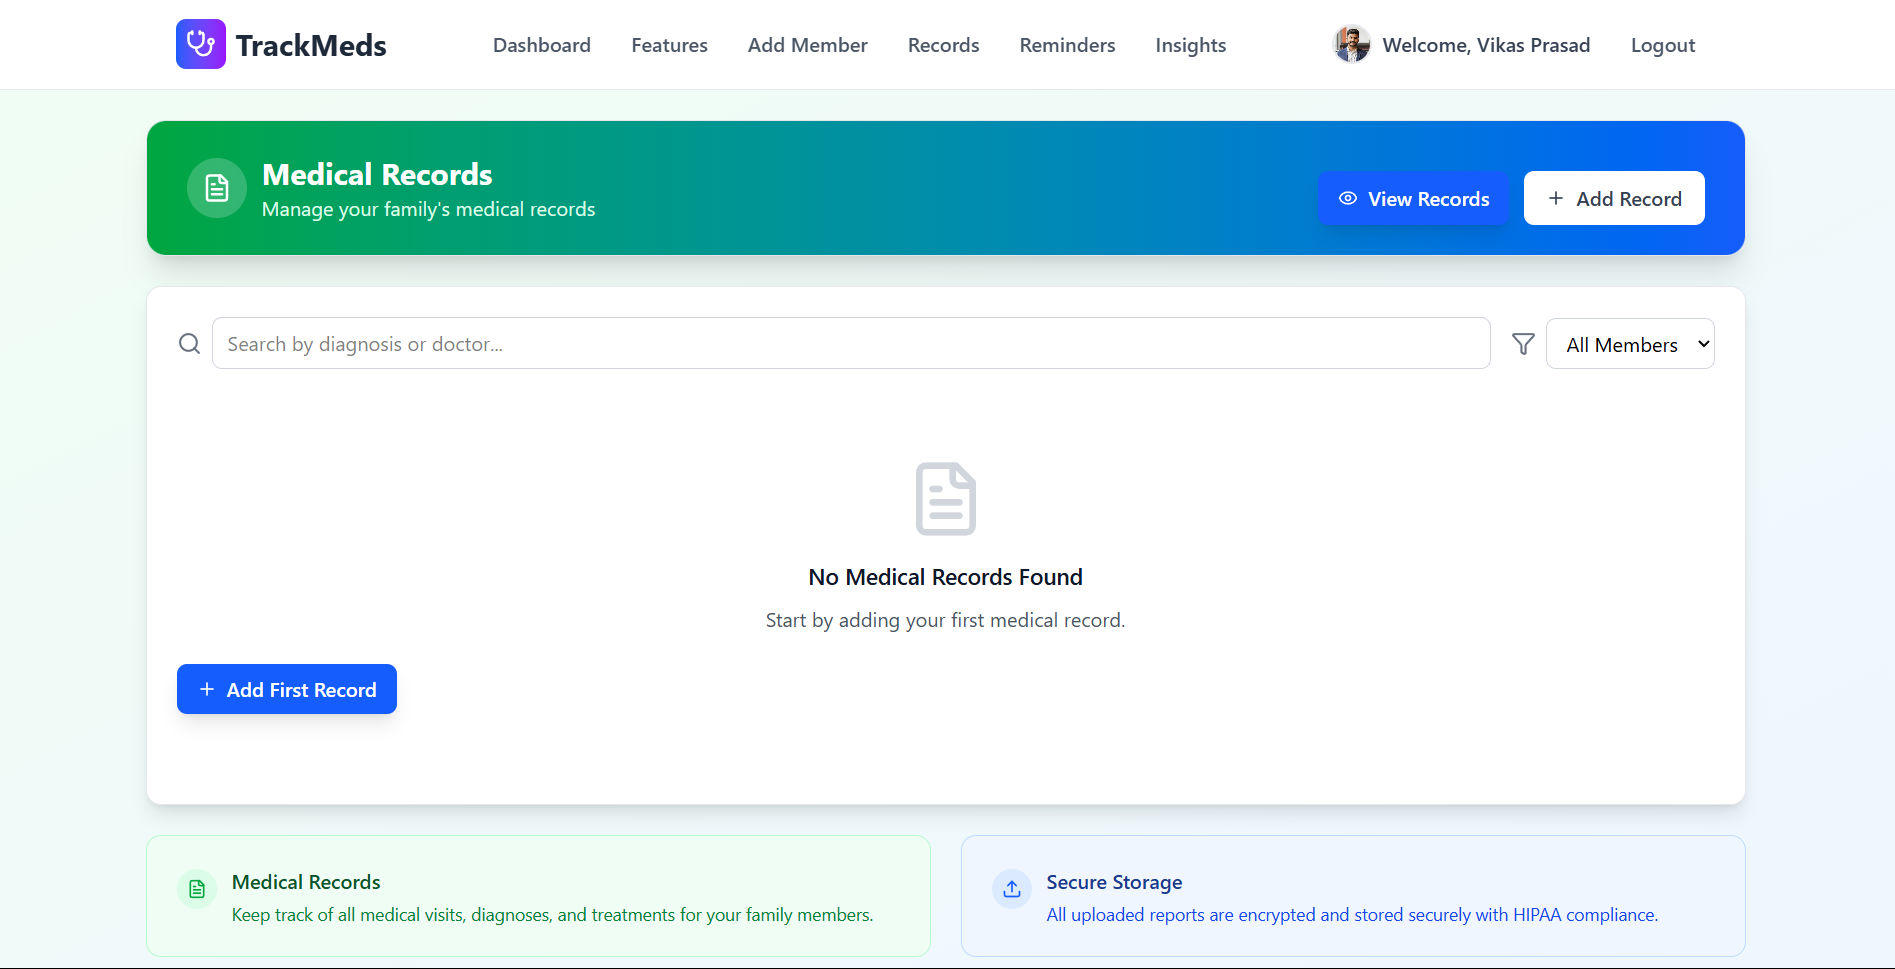 TrackMeds
Dashboard
Features
Add Member
Records
Reminders
Insights
Welcome, Vikas Prasad
Logout
Medical Records
Manage your family's medical records
View Records
Add Record
Search by diagnosis or doctor...
All Members
No Medical Records Found
Start by adding your first medical record.
Add First Record
Medical Records
Keep track of all medical visits, diagnoses, and treatments for your family members.
Secure Storage
All uploaded reports are encrypted and stored securely with HIPAA compliance.